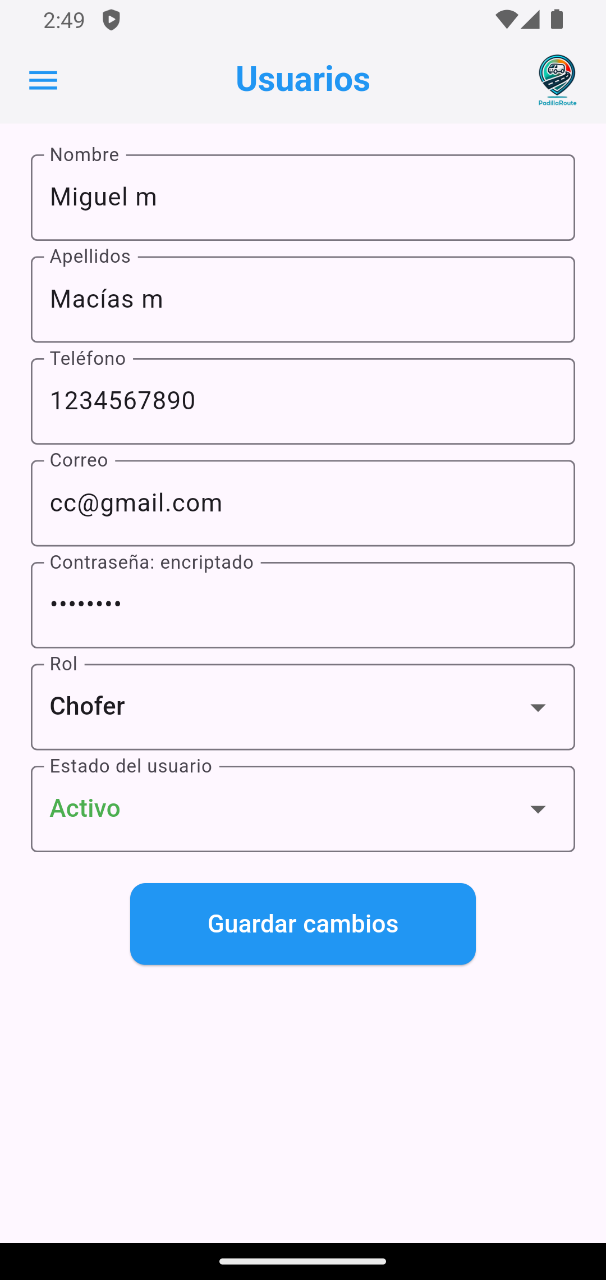 2:49
Usuarios
PadillaRoute
Nombre
Miguel m
Apellidos
Macías m
Teléfono
1234567890
Correo
cc@gmail.com
Contraseña: encriptado
••••••••
Rol
Chofer
Estado del usuario
Activo
Guardar cambios